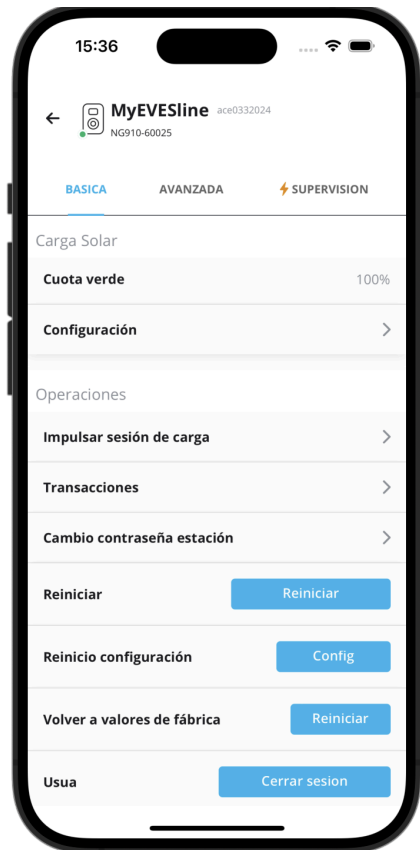 15:36
MyEVESline ace0332024
NG910-60025
BASICA AVANZADA SUPERVISION
Carga Solar
Cuota verde 100%
Configuración
Operaciones
Impulsar sesión de carga
Transacciones
Cambio contraseña estación
Reiniciar Reiniciar
Reinicio configuración Config
Volver a valores de fábrica Reiniciar
Usua Cerrar sesion